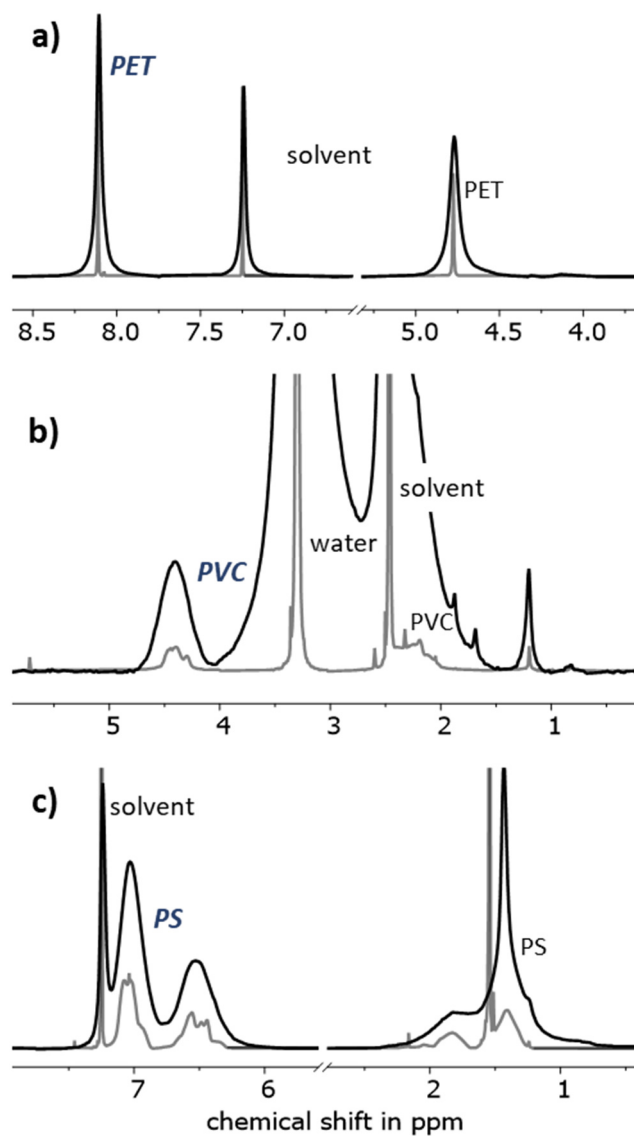 a)
PET
solvent
PET
8.5 8.0 7.5 7.0 5.0 4.5 4.0
b)
PVC
water
solvent
PVC
5 4 3 2 1
c)
solvent
PS
PS
7 6 2 1
chemical shift in ppm